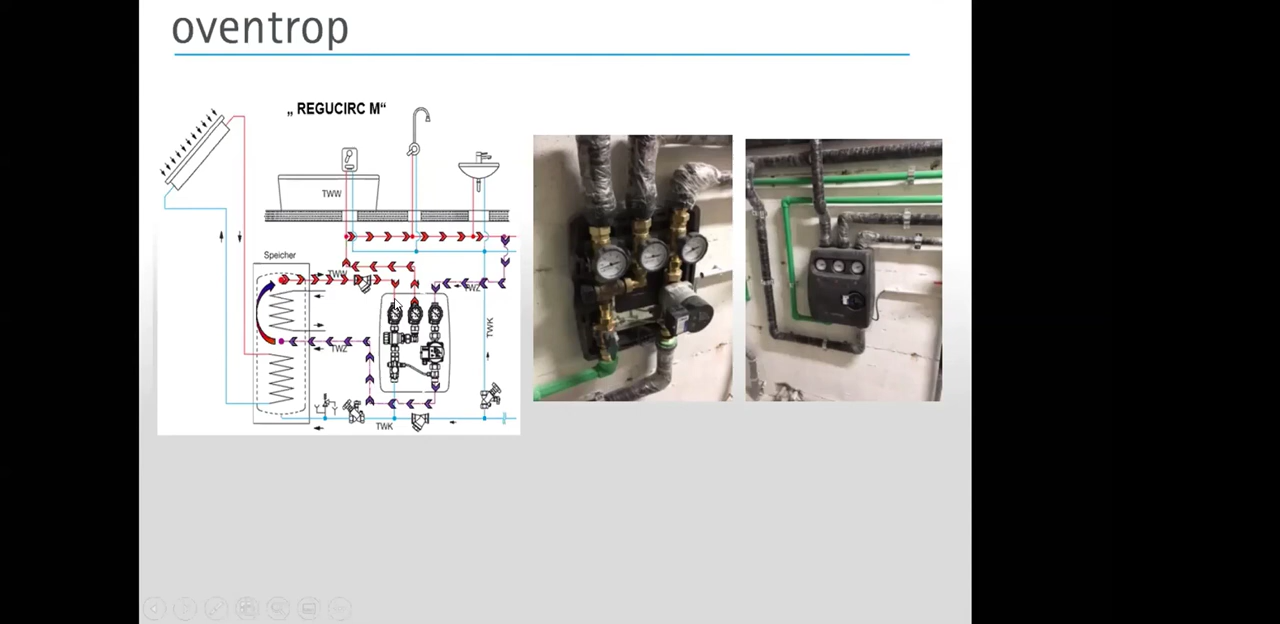 oventrop
„ REGUCIRC M“
TWW
Speicher
TWW
TWZ
TWZ
TWK
TWK